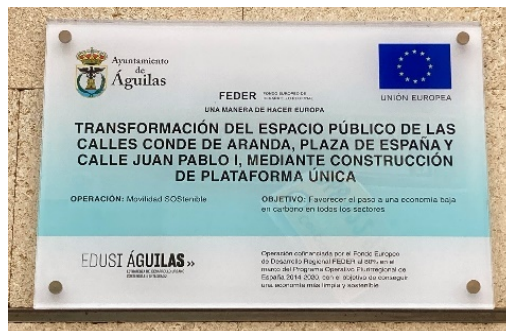 Ayuntamiento
de
Águilas
FEDER FONDO EUROPEO DE
UNIÓN EUROPEA
UNA MANERA DE HACER EUROPA
TRANSFORMACIÓN DEL ESPACIO PÚBLICO DE LAS
CALLES CONDE DE ARANDA, PLAZA DE ESPAÑA Y
CALLE JUAN PABLO I, MEDIANTE CONSTRUCCIÓN
DE PLATAFORMA ÚNICA
OPERACIÓN: Movilidad SOStenible
OBJETIVO: Favorecer el paso a una economía baja
en carbono en todos los sectores
EDUSI ÁGUILAS »
Operación cofinanciada por el Fondo Europeo
de Desarrollo Regional FEDER al 80% en el
marco del Programa Operativo Plurirregional de
España 2014-2020, con el objetivo de conseguir
una economía más limpia y sostenible